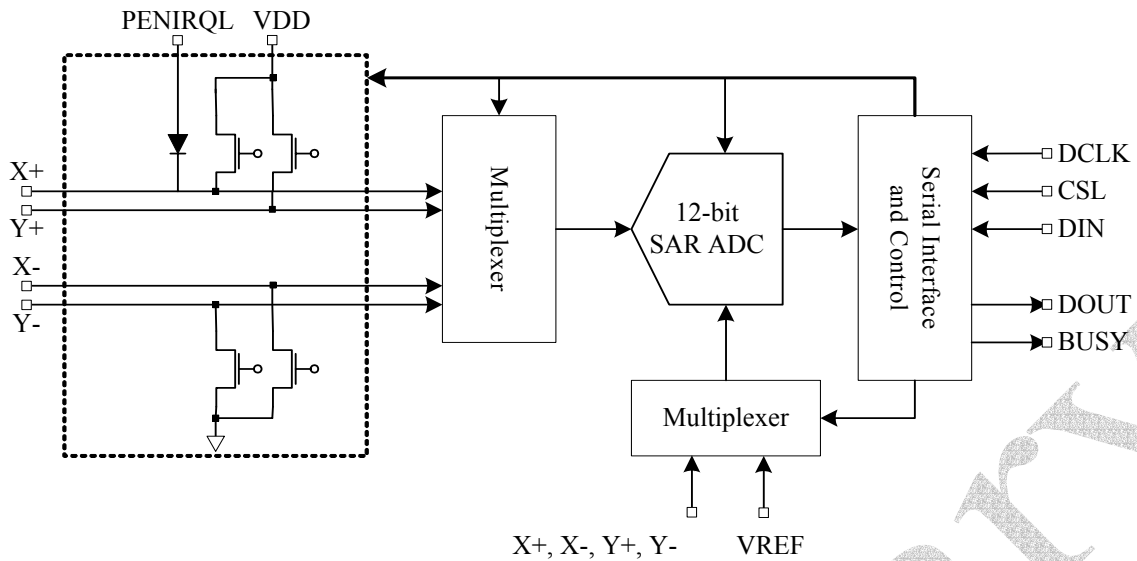 PENIRQL VDD
X+
Y+
X-
Y-
Multiplexer
12-bit
SAR ADC
Serial Interface
and Control
DCLK
CSL
DIN
DOUT
BUSY
Multiplexer
X+, X-, Y+, Y- VREF